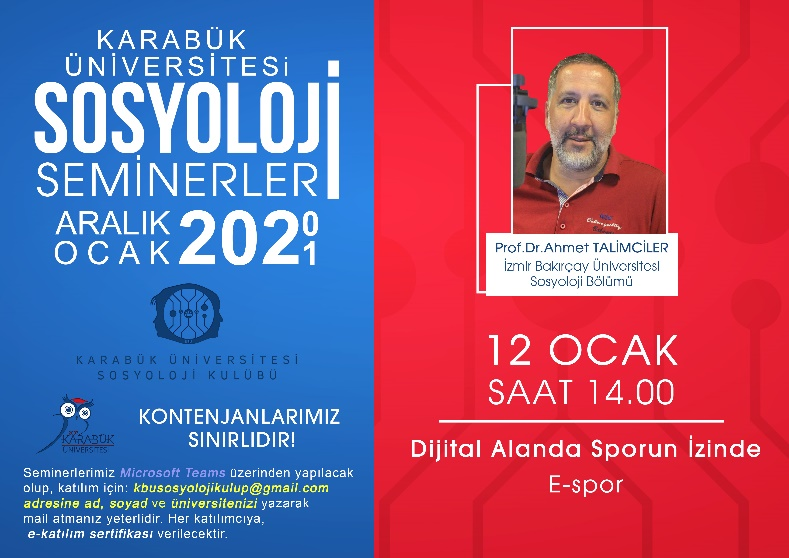 KARABÜK
ÜNİVERSİTESi
SOSYOLOJİ
SEMİNERLERİ
ARALIK 2020
OCAK 2021
KARABÜK ÜNİVERSİTESİ
SOSYOLOJİ KULÜBÜ
KARABÜK
ÜNİVERSİTESİ
KONTENJANLARIMIZ
SINIRLIDIR!
Seminerlerimiz Microsoft Teams üzerinden yapılacak
olup, katılım için: kbusosyolojikulup@gmail.com
adresine ad, soyad ve üniversitenizi yazarak
mail atmanız yeterlidir. Her katılımcıya,
e-katılım sertifikası verilecektir.
Prof.Dr.Ahmet TALİMCİLER
İzmir Bakırçay Üniversitesi
Sosyoloji Bölümü
12 OCAK
SAAT 14.00
Dijital Alanda Sporun İzinde
E-spor